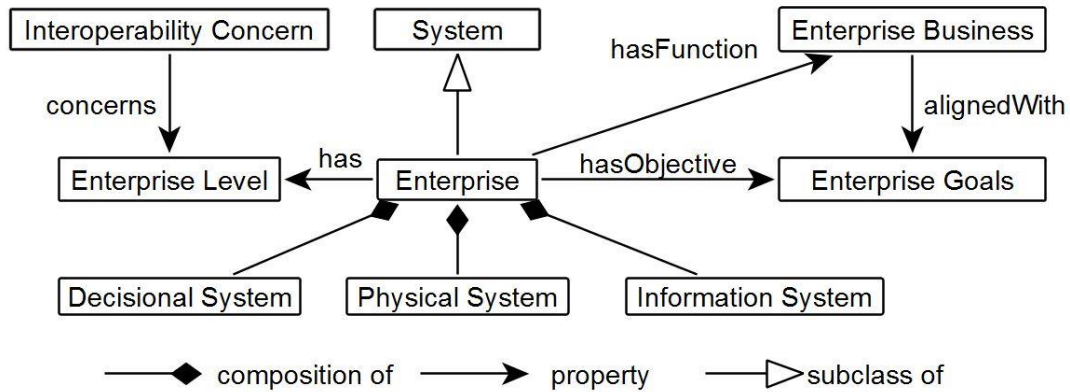 Interoperability Concern
System
Enterprise Business
hasFunction
concerns
alignedWith
has
hasObjective
Enterprise Level
Enterprise
Enterprise Goals
Decisional System
Physical System
Information System
composition of
property
subclass of